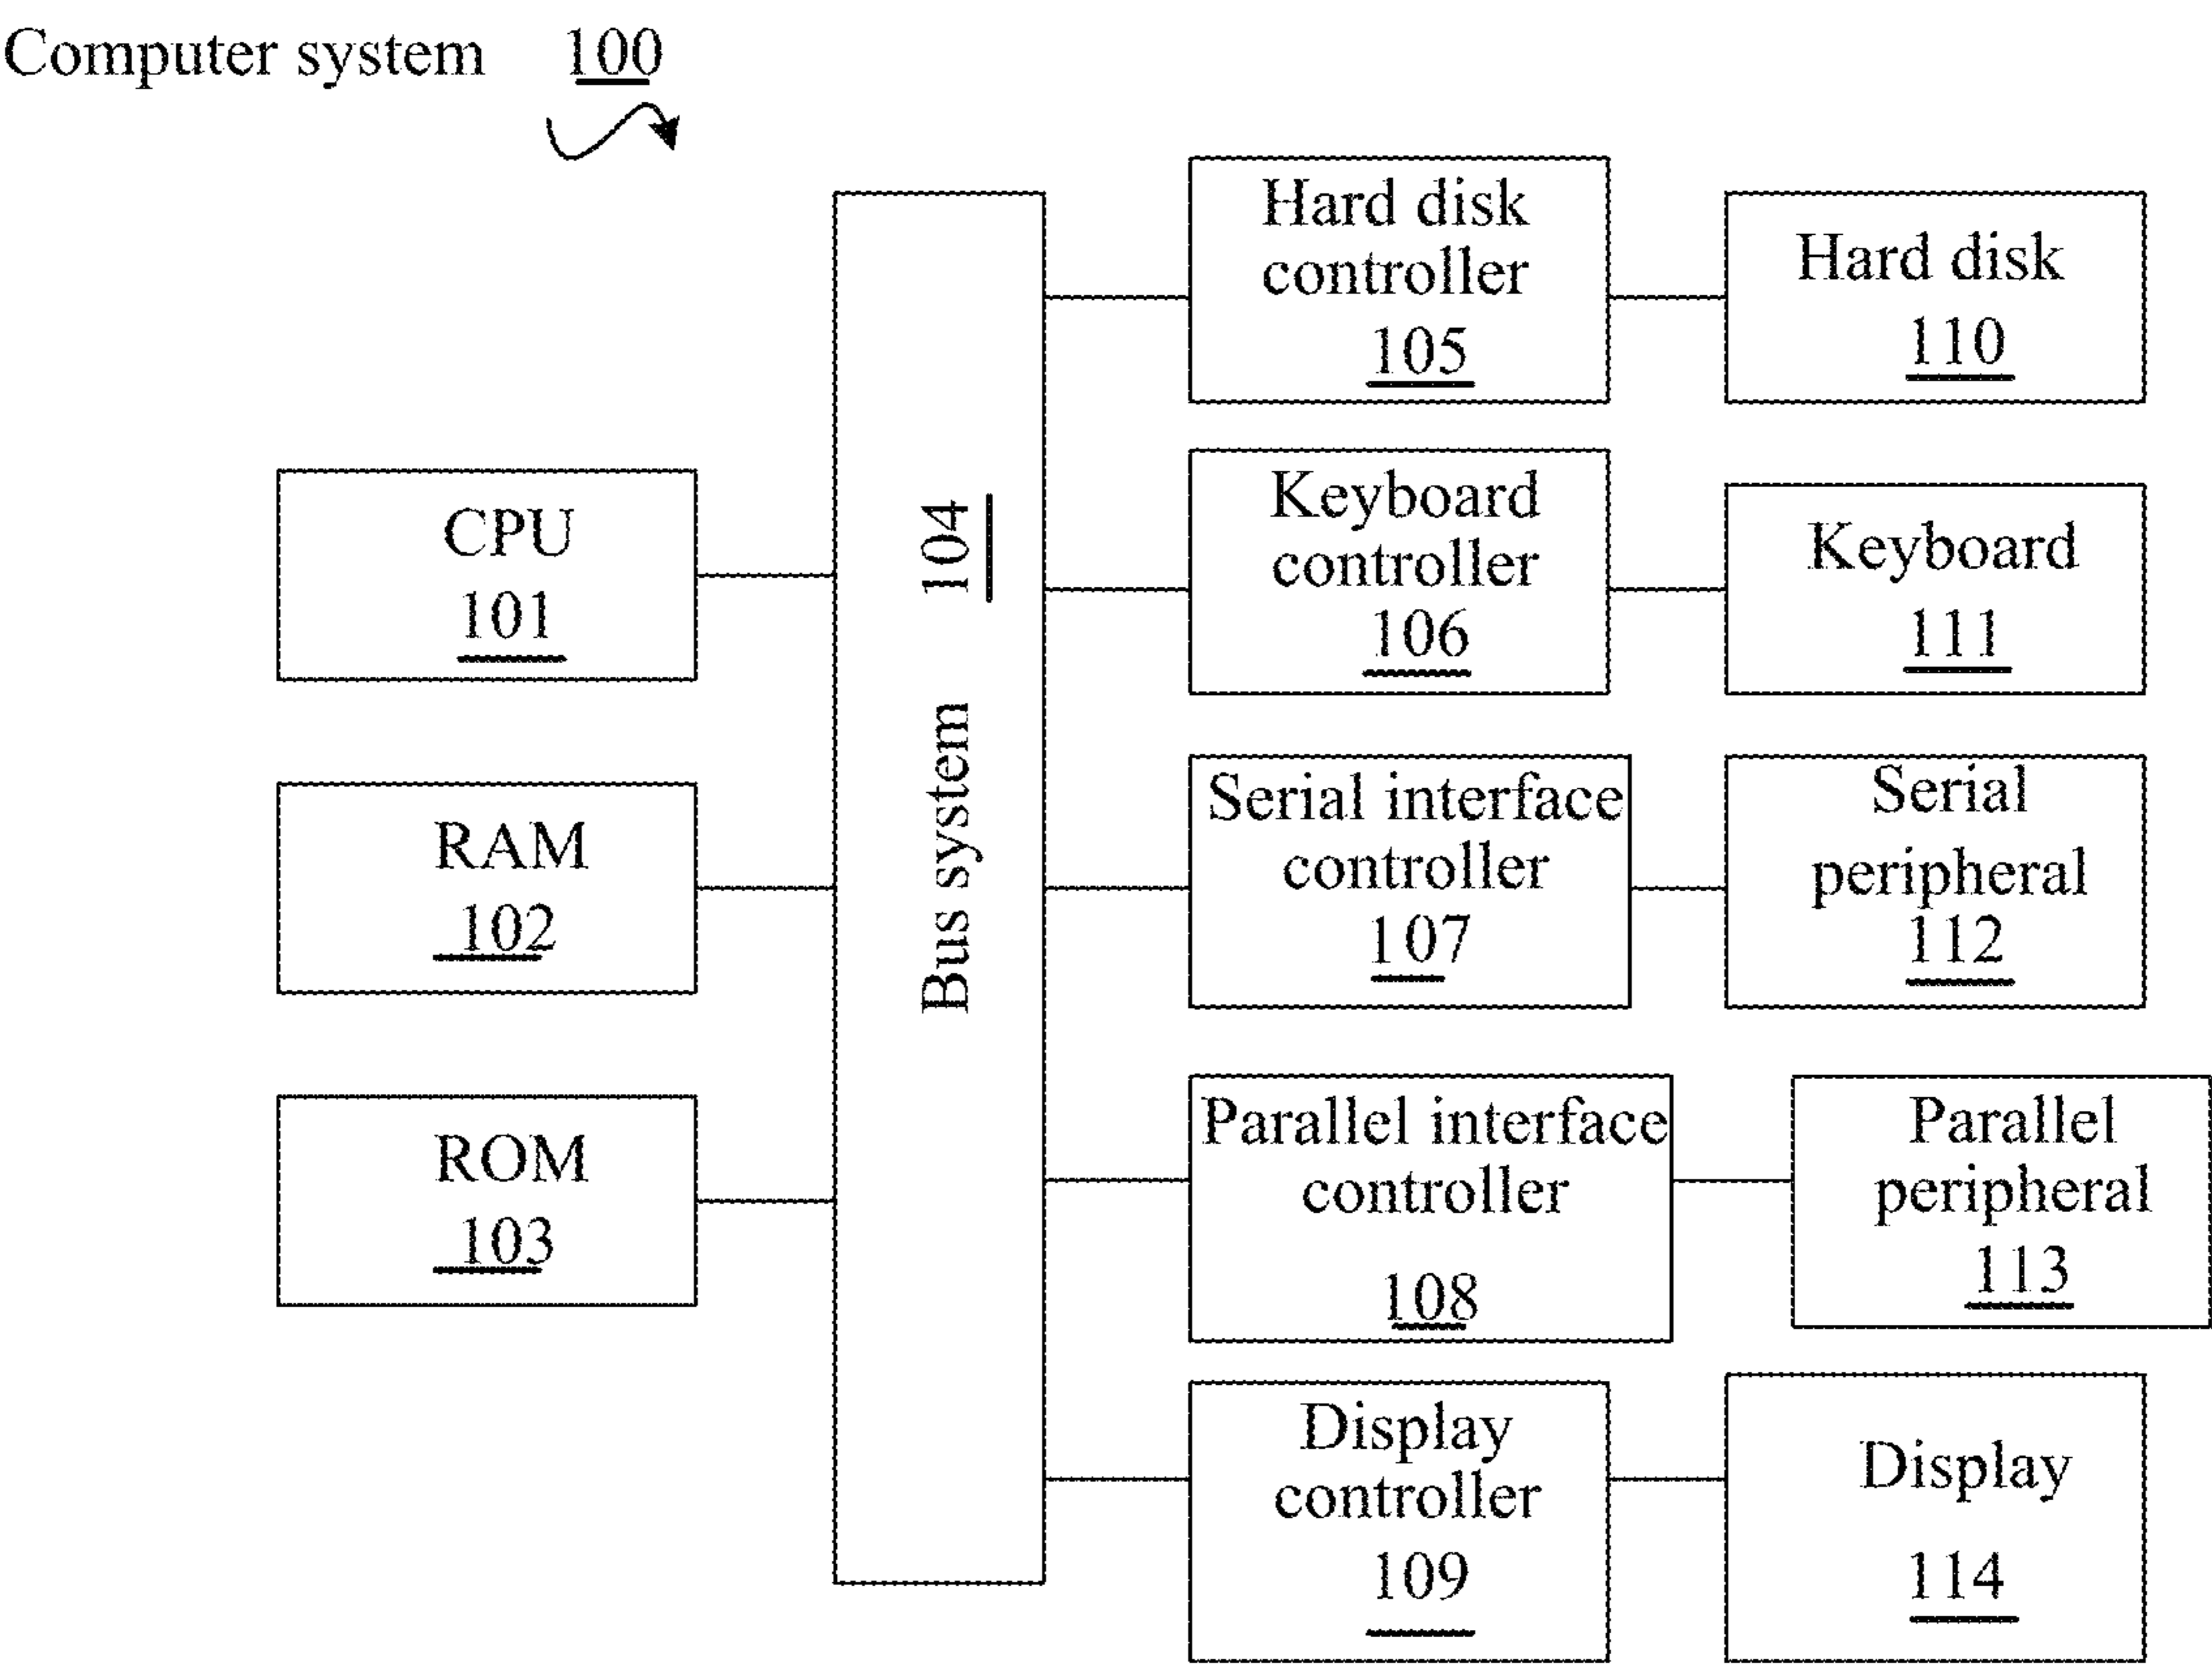 Computer system 100
CPU
101
RAM
102
ROM
103
Bus system 104
Hard disk
controller
105
Hard disk
110
Keyboard
controller
106
Keyboard
111
Serial interface
controller
107
Serial
peripheral
112
Parallel interface
controller
108
Parallel
peripheral
113
Display
controller
109
Display
114